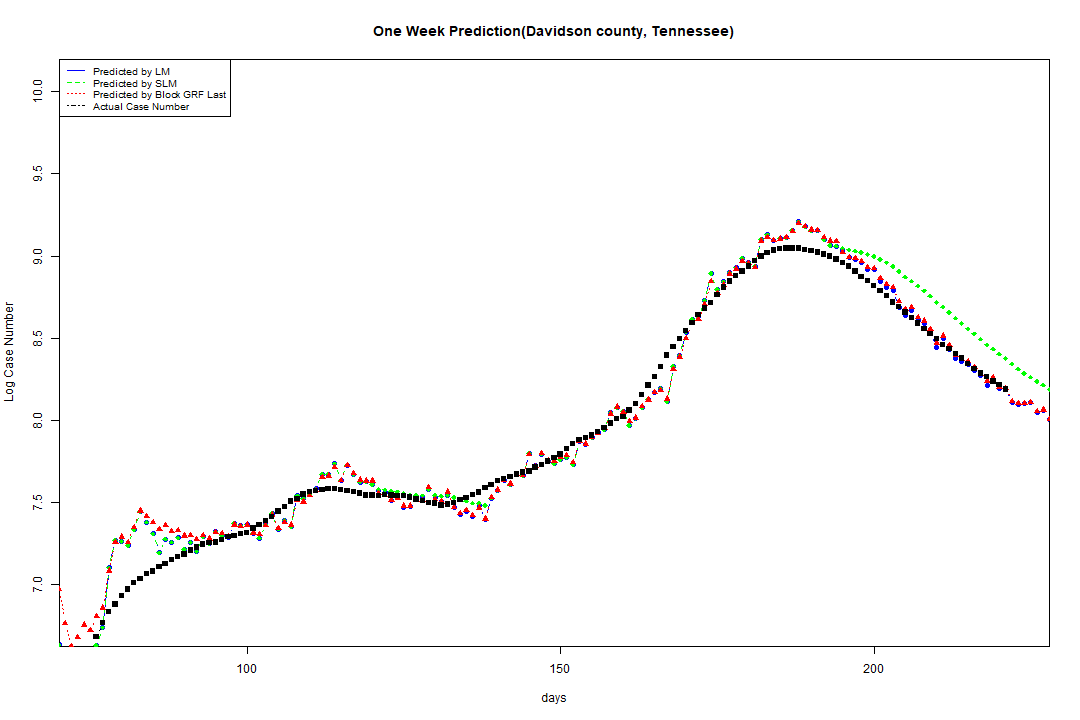 One Week Prediction(Davidson county, Tennessee)
Predicted by LM
Predicted by SLM
Predicted by Block GRF Last
Actual Case Number
10.0
9.5
9.0
8.5
8.0
7.5
7.0
Log Case Number
100 150 200
days